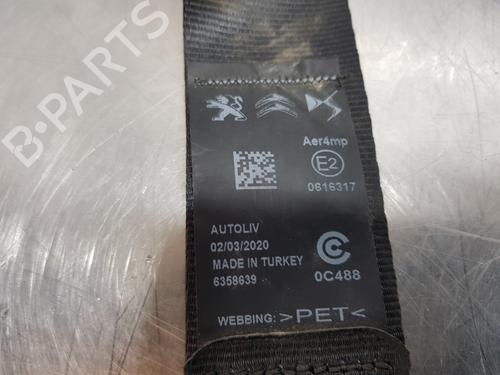 B-PARTS
Aer4mp
E2
0616317
AUTOLIV
02/03/2020
MADE IN TURKEY
6358639
C
0C488
WEBBING: >PET<